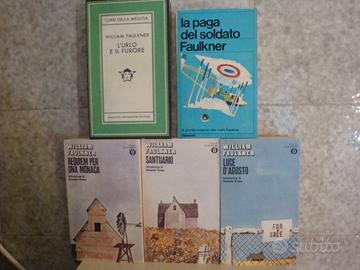 I LIBRI DELLA MEDUSA
WILLIAM FAULKNER
L'URLO
E IL FURORE
la paga
del soldato
Faulkner
WILLIAM
FAULKNER
REQUIEM PER
UNA MONACA
WILLIAM
FAULKNER
SANTUARIO
WILLIAM
FAULKNER
LUCE
D'AGOSTO
FOR
SALE
subito